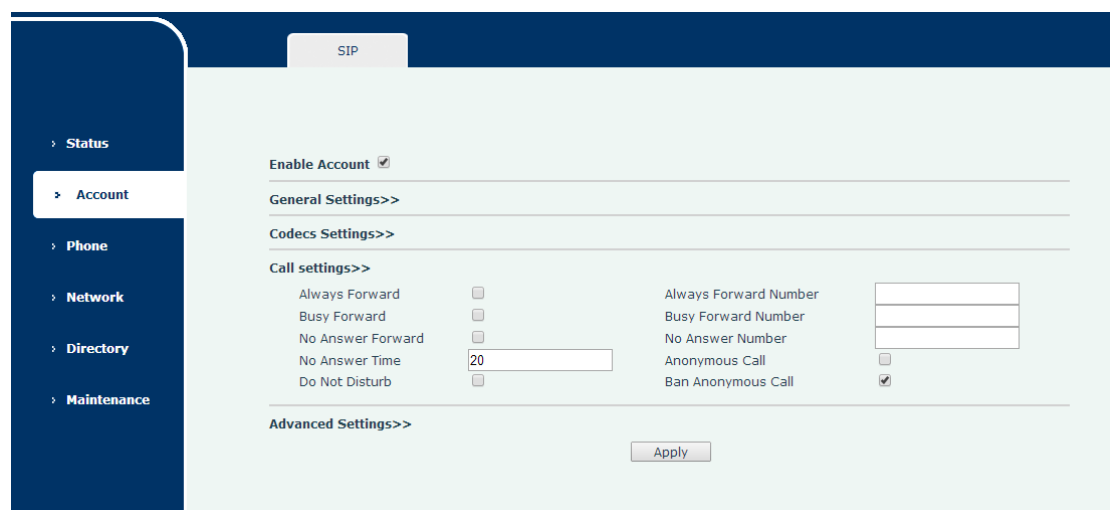 SIP
Status
Account
Phone
Network
Directory
Maintenance
Enable Account
General Settings>>
Codecs Settings>>
Call settings>>
Always Forward Always Forward Number
Busy Forward Busy Forward Number
No Answer Forward No Answer Number
No Answer Time 20 Anonymous Call
Do Not Disturb Ban Anonymous Call
Advanced Settings>>
Apply